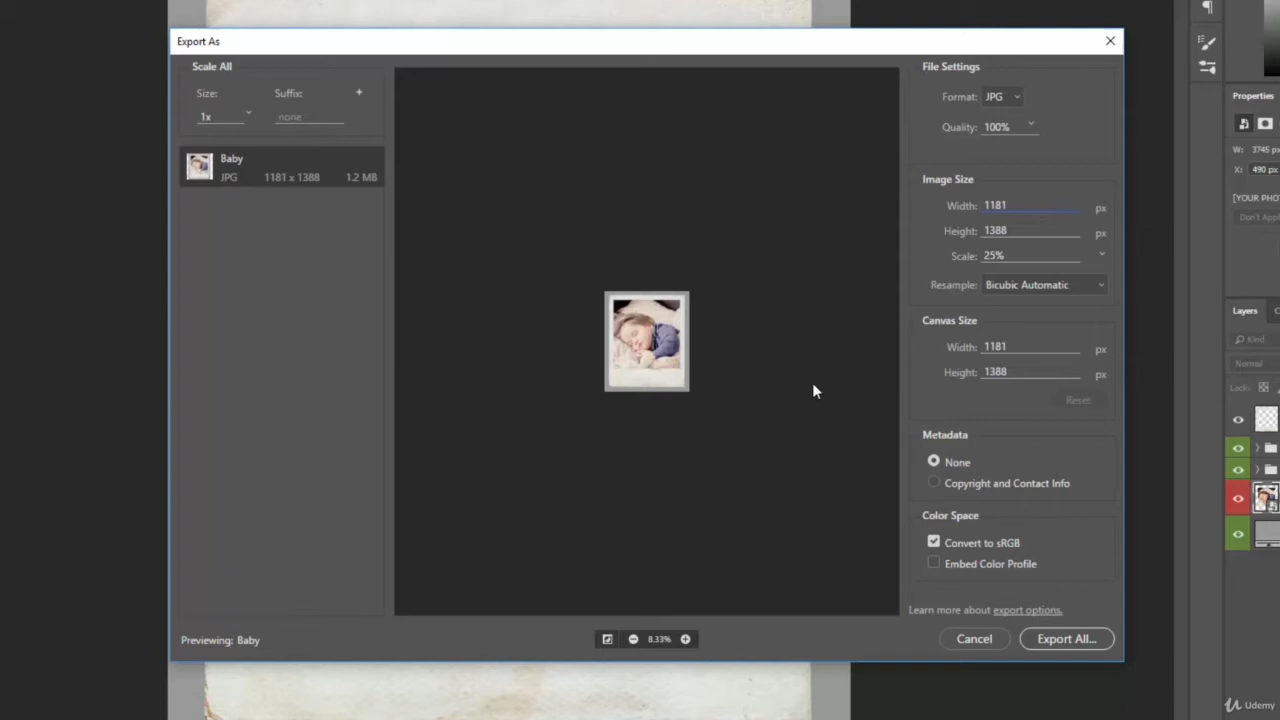 Export As
Scale All
Size:
Suffix:
1x
none
Baby
JPG 1181 x 1388 1.2 MB
Previewing: Baby
8.33%
File Settings
Format: JPG
Quality: 100%
Image Size
Width: 1181 px
Height: 1388 px
Scale: 25%
Resample: Bicubic Automatic
Canvas Size
Width: 1181 px
Height: 1388 px
Reset
Metadata
None
Copyright and Contact Info
Color Space
Convert to sRGB
Embed Color Profile
Learn more about export options.
Cancel Export All...
Properties
W: 3745 px
X: 490 px
[YOUR PHO
Don't Appl
Layers
Kind
Normal
Lock:
Udemy